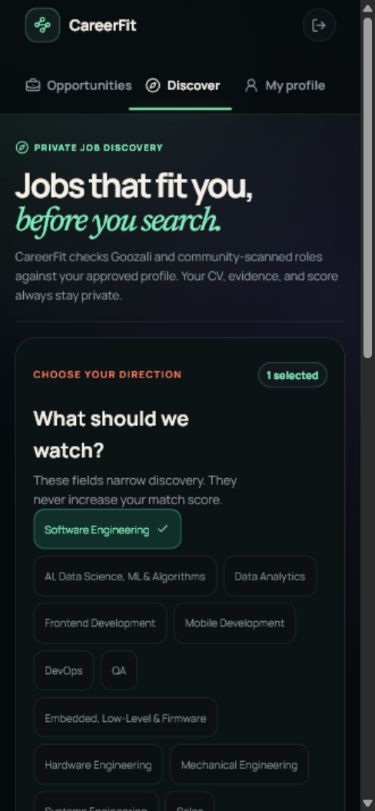 CareerFit
Opportunities
Discover
My profile
PRIVATE JOB DISCOVERY
Jobs that fit you,
before you search.
CareerFit checks Goozali and community-scanned roles
against your approved profile. Your CV, evidence, and score
always stay private.
CHOOSE YOUR DIRECTION
1 selected
What should we
watch?
These fields narrow discovery. They
never increase your match score.
Software Engineering
AI, Data Science, ML & Algorithms
Data Analytics
Frontend Development
Mobile Development
DevOps
QA
Embedded, Low-Level & Firmware
Hardware Engineering
Mechanical Engineering
Systems Engineering
Sales